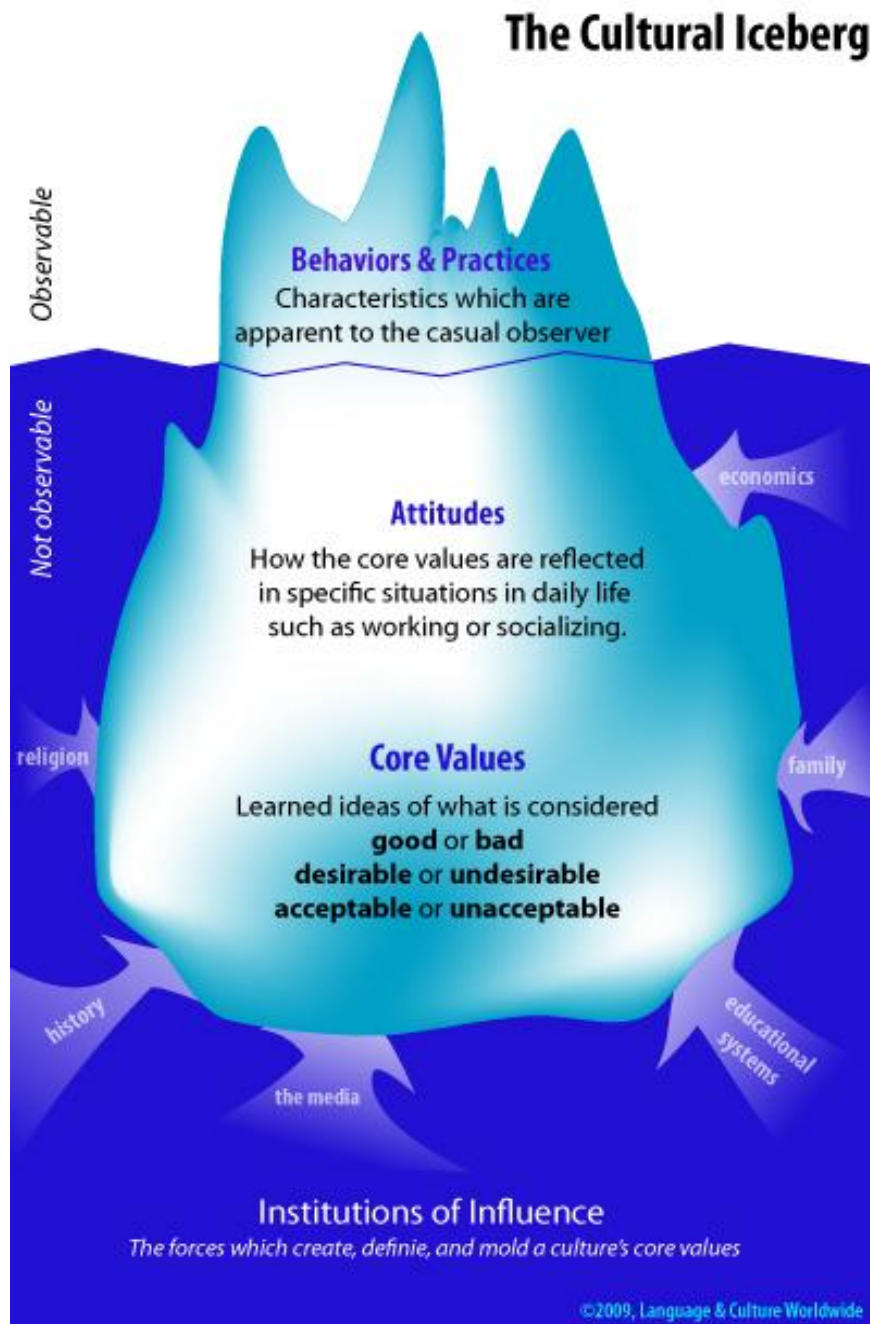 The Cultural Iceberg
Observable
Behaviors & Practices
Characteristics which are
apparent to the casual observer
Not observable
economics
Attitudes
How the core values are reflected
in specific situations in daily life
such as working or socializing.
religion
family
Core Values
Learned ideas of what is considered
good or bad
desirable or undesirable
acceptable or unacceptable
history
the media
educational
systems
Institutions of Influence
The forces which create, definie, and mold a culture's core values
©2009, Language & Culture Worldwide